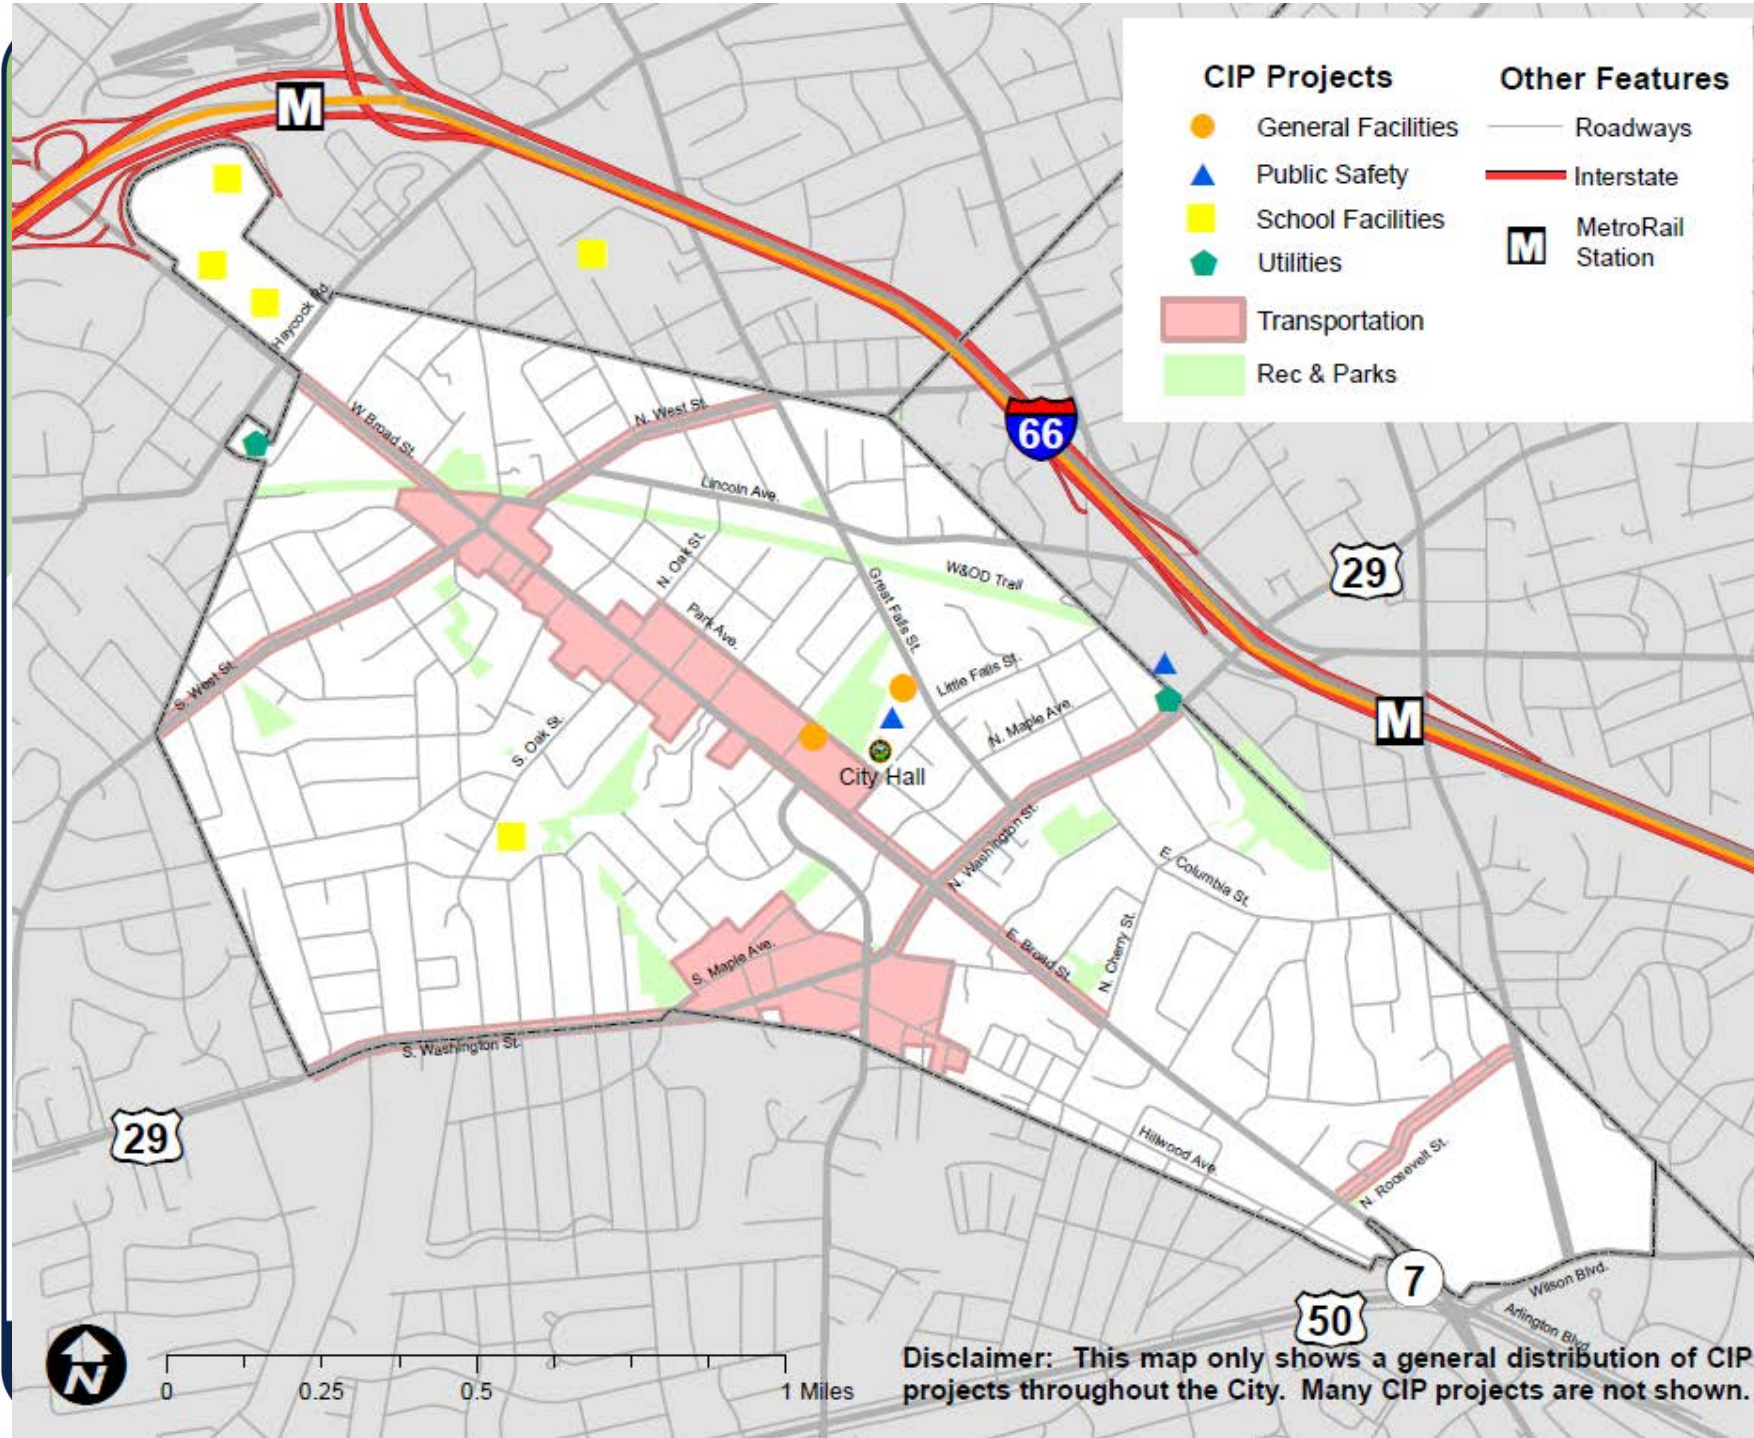 M
CIP Projects
Other Features
General Facilities
Roadways
Public Safety
Interstate
School Facilities
MetroRail
Station
M
Utilities
Transportation
Rec & Parks
Haycock Rd.
W Broad St.
N. West St.
66
Lincoln Ave.
N. Oak St.
W&OD Trail
29
Great Falls St.
Park Ave.
Little Falls St.
S. West St.
N. Maple Ave.
M
S. Oak St.
City Hall
N. Washington St.
E. Columbia St.
S. Maple Ave.
E. Broad St.
N. Cherry St.
S. Washington St.
29
Hillwood Ave.
N. Roosevelt St.
7
Wilson Blvd.
50
Arlington Blvd.
N
0 0.25 0.5 1 Miles
Disclaimer: This map only shows a general distribution of CIP
projects throughout the City. Many CIP projects are not shown.